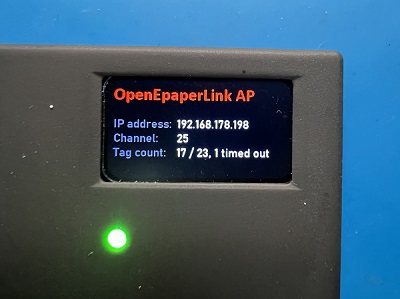 OpenEpaperLink AP
IP address: 192.168.178.198
Channel: 25
Tag count: 17 / 23, 1 timed out